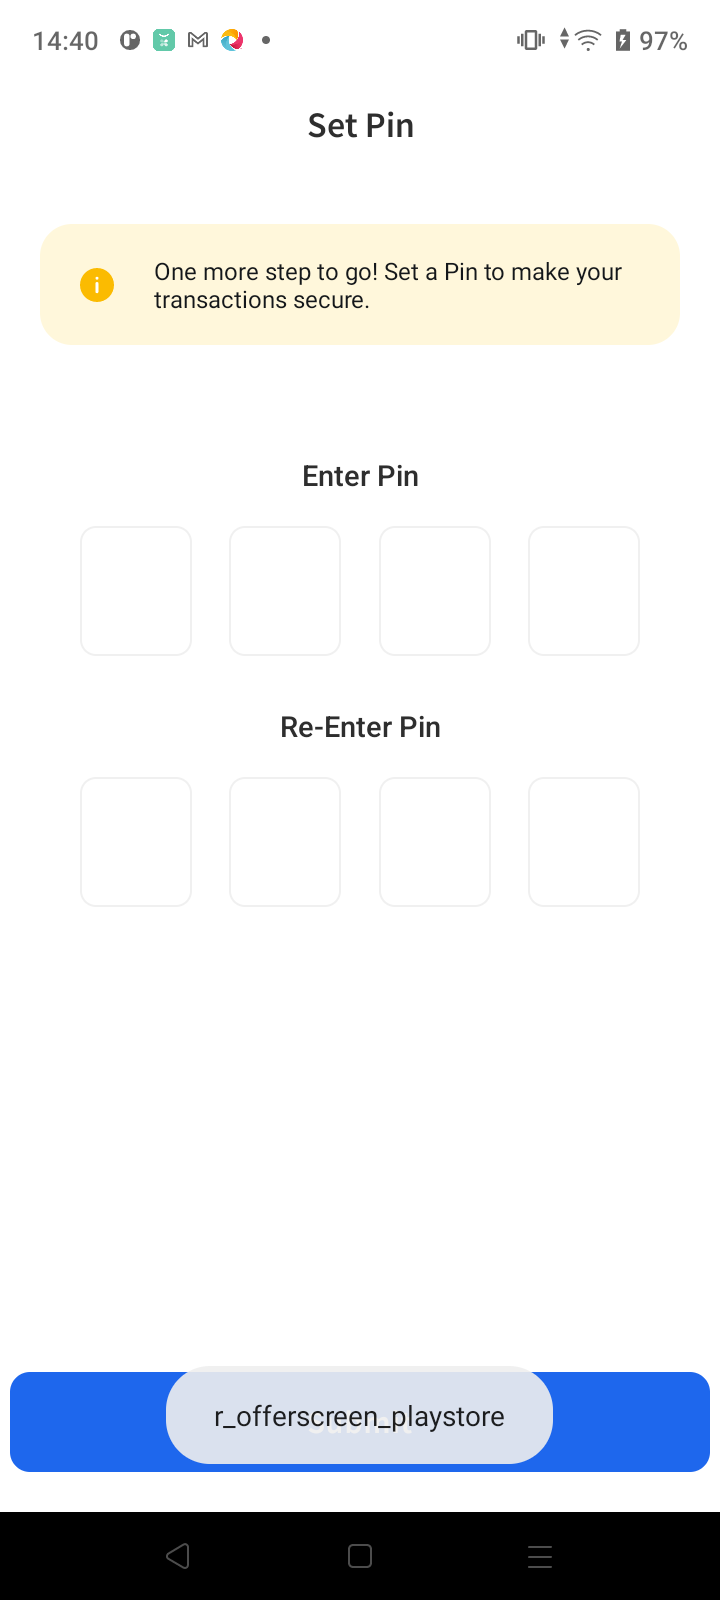 14:40 97%
Set Pin
One more step to go! Set a Pin to make your
transactions secure.
Enter Pin
Re-Enter Pin
r_offerscreen_playstore